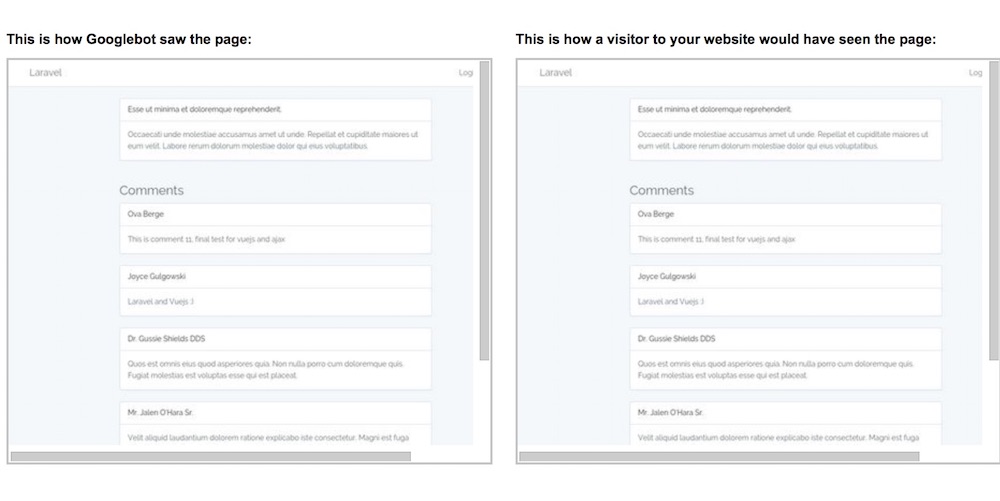 This is how Googlebot saw the page:
Laravel
Log
Esse ut minima et doloremque reprehenderit.
Occaecati unde molestiae accusamus amet ut unde. Repellat et cupiditate maiores ut
eum velit. Labore rerum dolorum molestiae dolor qui eius voluptatibus.
Comments
Ova Berge
This is comment 11, final test for vuejs and ajax
Joyce Gulgowski
Laravel and Vuejs :)
Dr. Gussie Shields DDS
Quos est omnis eius quod asperiores quia. Non nulla porro cum doloremque quis.
Fugiat molestias est voluptas esse qui est placeat.
Mr. Jalen O'Hara Sr.
Velit aliquid laudantium dolorem ratione explicabo iste consectetur. Magni est fuga
This is how a visitor to your website would have seen the page:
Laravel
Log
Esse ut minima et doloremque reprehenderit.
Occaecati unde molestiae accusamus amet ut unde. Repellat et cupiditate maiores ut
eum velit. Labore rerum dolorum molestiae dolor qui eius voluptatibus.
Comments
Ova Berge
This is comment 11, final test for vuejs and ajax
Joyce Gulgowski
Laravel and Vuejs :)
Dr. Gussie Shields DDS
Quos est omnis eius quod asperiores quia. Non nulla porro cum doloremque quis.
Fugiat molestias est voluptas esse qui est placeat.
Mr. Jalen O'Hara Sr.
Velit aliquid laudantium dolorem ratione explicabo iste consectetur. Magni est fuga